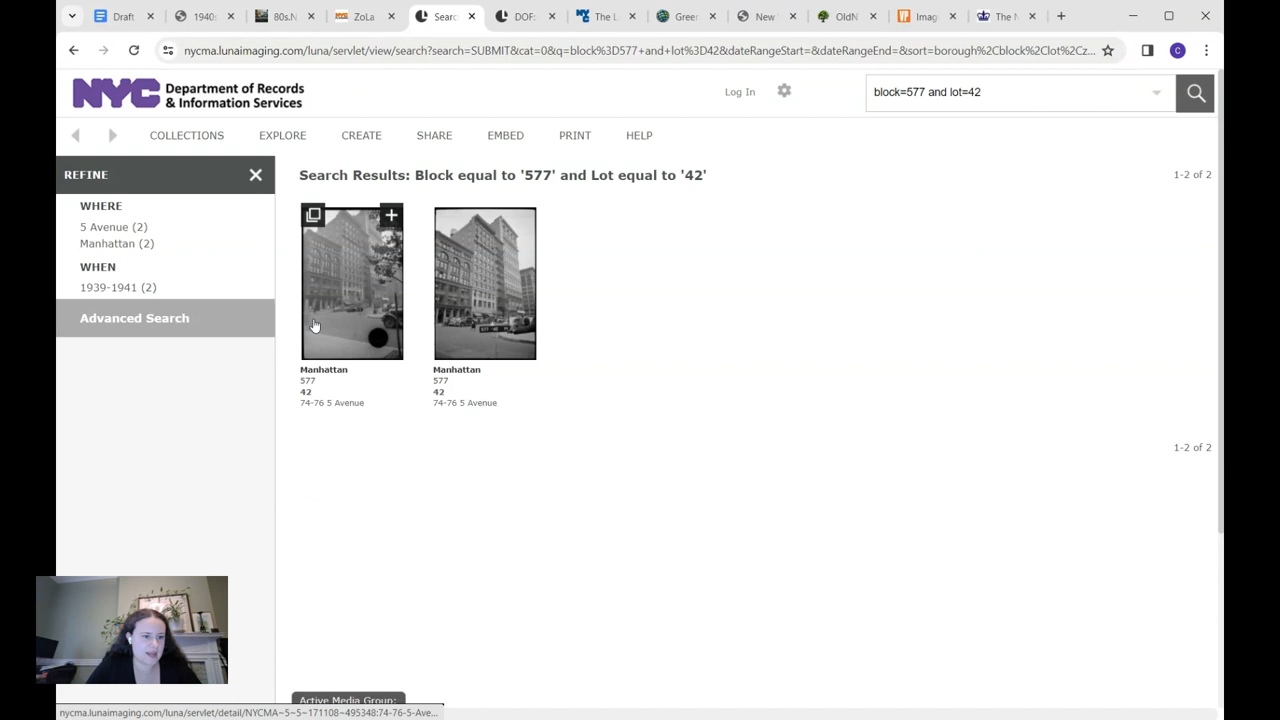 Draft
1940s
80s.N
ZoLa
Searc
DOF:
The L
Green
New
OldN
Imag
The N
nycma.lunaimaging.com/luna/servlet/view/search?search=SUBMIT&cat=0&q=block%3D577+and+lot%3D42&dateRangeStart=&dateRangeEnd=&sort=borough%2Cblock%2Clot%2Cz...
C
NYC Department of Records
& Information Services
Log In
block=577 and lot=42
COLLECTIONS EXPLORE CREATE SHARE EMBED PRINT HELP
REFINE
WHERE
5 Avenue (2)
Manhattan (2)
WHEN
1939-1941 (2)
Advanced Search
Search Results: Block equal to '577' and Lot equal to '42'
1-2 of 2
Manhattan
577
42
74-76 5 Avenue
Manhattan
577
42
74-76 5 Avenue
1-2 of 2
Active Media Group:
nycma.lunaimaging.com/luna/servlet/detail/NYCMA~5~5~171108~495348:74-76-5-Ave...